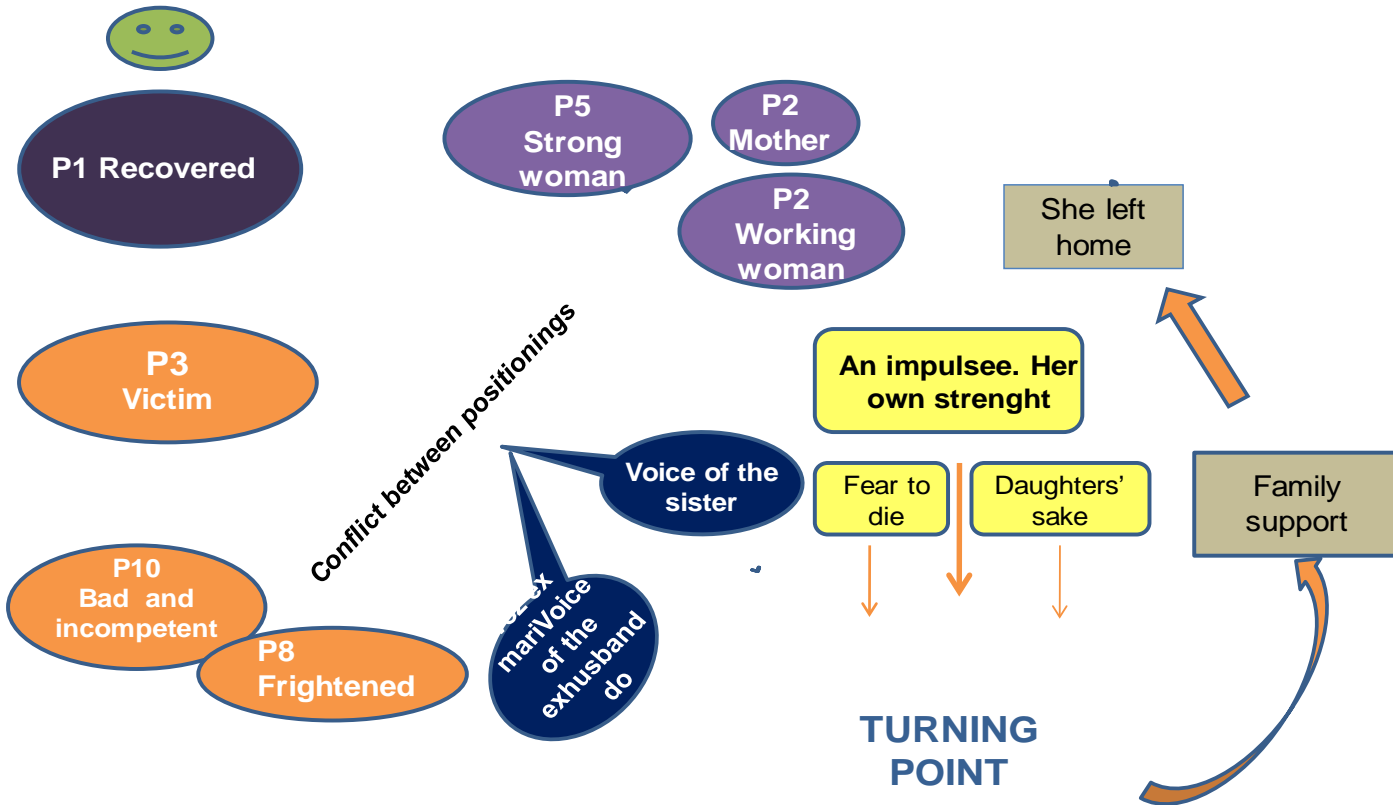 P1 Recovered
P5
Strong
woman
P2
Mother
P2
Working
woman
She left
home
P3
Victim
Conflict between positionings
An impulsee. Her
own strenght
Voice of the
sister
Fear to
die
Daughters’
sake
Family
support
P10
Bad and
incompetent
P8
Frightened
ex
mariVoice
of the
exhusband
do
TURNING
POINT